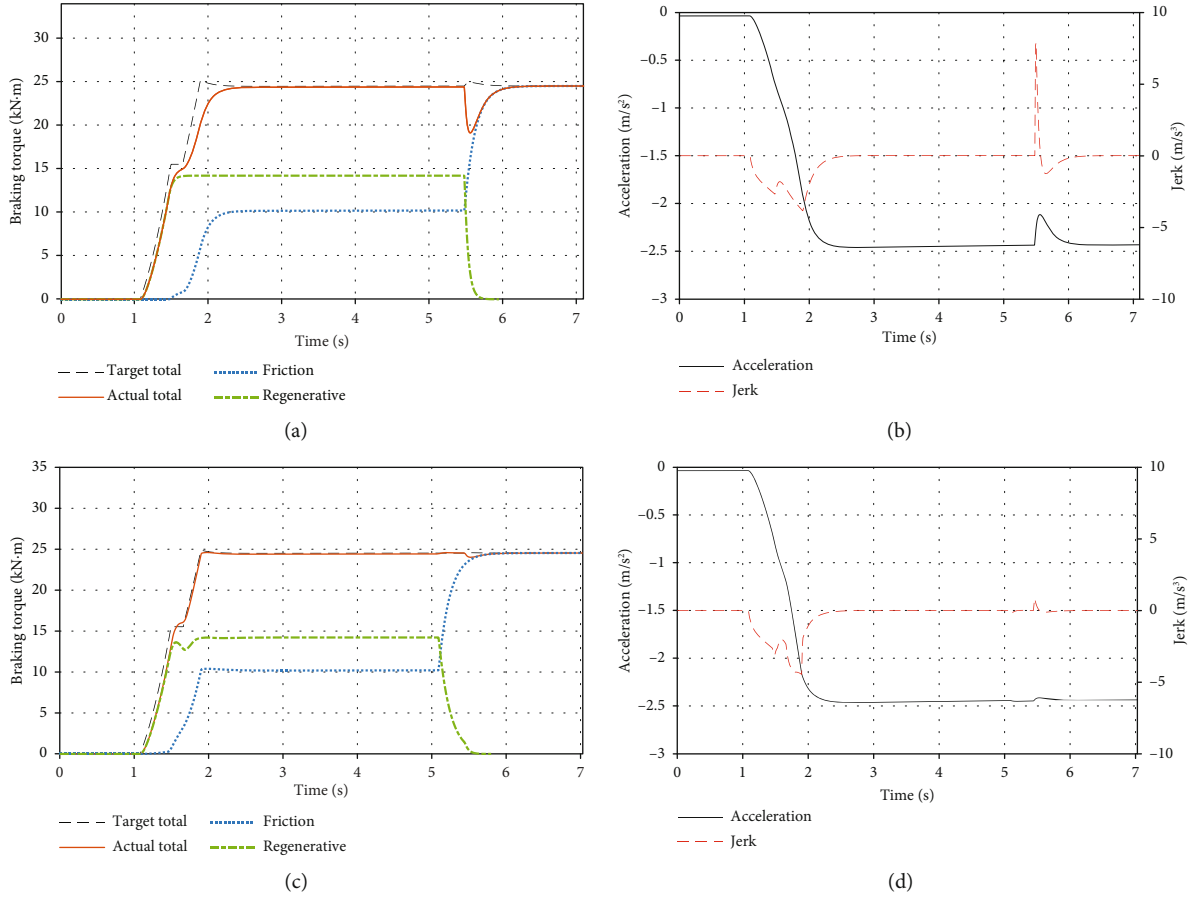 Braking torque (kN·m)
30
25
20
15
10
5
0
0 1 2 3 4 5 6 7
Time (s)
Target total
Friction
Actual total
Regenerative
(a)
Acceleration (m/s²)
0
−0.5
−1
−1.5
−2
−2.5
−3
10
5
0
−5
−10
Jerk (m/s³)
0 1 2 3 4 5 6 7
Time (s)
Acceleration
Jerk
(b)
Braking torque (kN·m)
35
30
25
20
15
10
5
0
0 1 2 3 4 5 6 7
Time (s)
Target total
Friction
Actual total
Regenerative
(c)
Acceleration (m/s²)
0
−0.5
−1
−1.5
−2
−2.5
−3
10
5
0
−5
−10
Jerk (m/s³)
0 1 2 3 4 5 6 7
Time (s)
Acceleration
Jerk
(d)